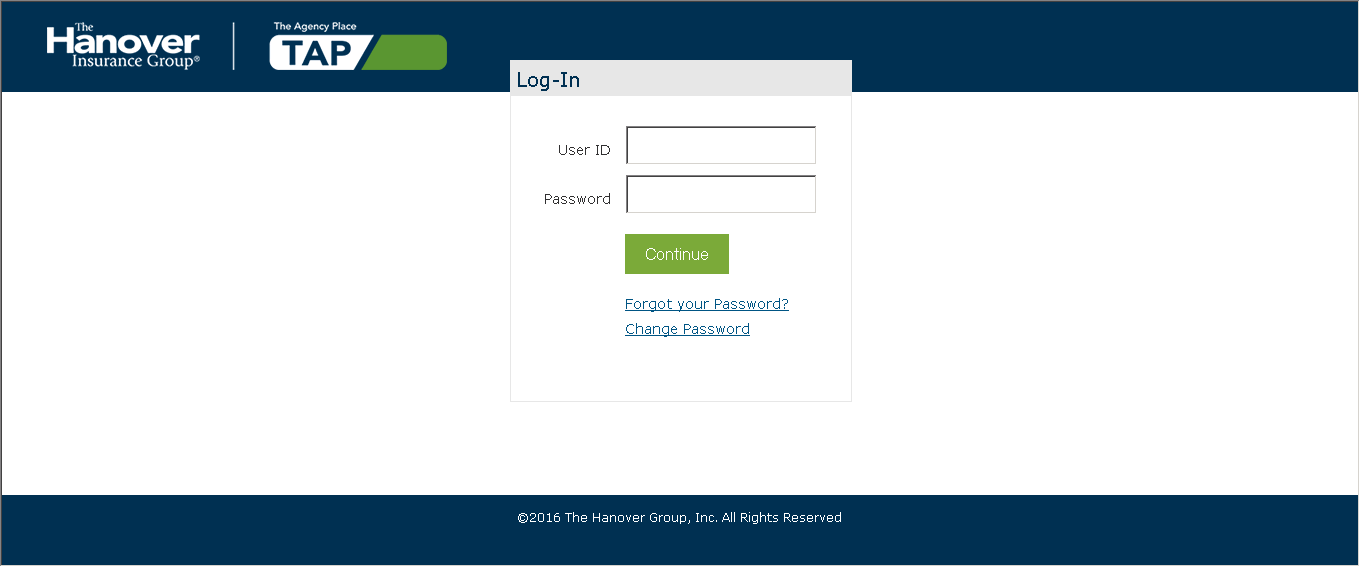 The
Hanover
Insurance Group®
The Agency Place
TAP
Log-In
User ID
Password
Continue
Forgot your Password?
Change Password
©2016 The Hanover Group, Inc. All Rights Reserved